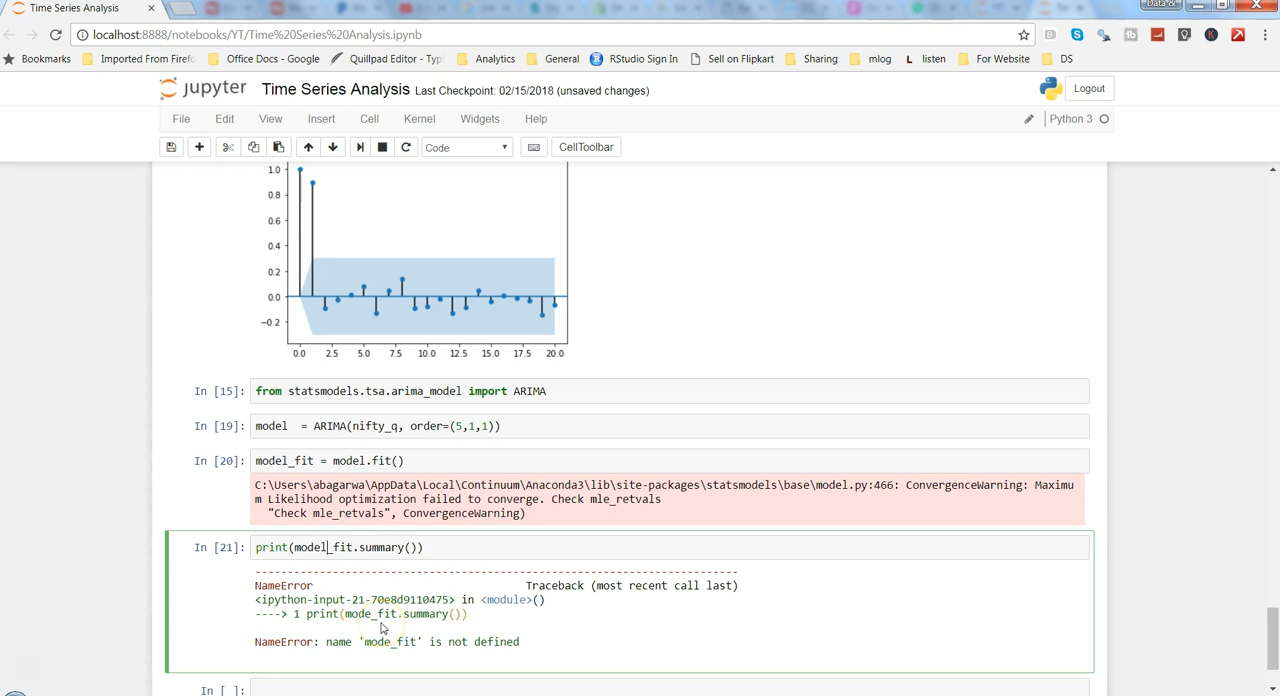 Time Series Analysis
Data &
localhost:8888/notebooks/YT/Time%20Series%20Analysis.ipynb
Bookmarks Imported From Firef Office Docs - Google Quillpad Editor - Typi Analytics General RStudio Sign In Sell on Flipkart Sharing mlog listen For Website DS
jupyter Time Series Analysis Last Checkpoint: 02/15/2018 (unsaved changes) Logout
File Edit View Insert Cell Kernel Widgets Help Python 3
Code CellToolbar
1.0
0.8
0.6
0.4
0.2
0.0
−0.2
0.0 2.5 5.0 7.5 10.0 12.5 15.0 17.5 20.0
In [15]: from statsmodels.tsa.arima_model import ARIMA
In [19]: model  = ARIMA(nifty_q, order=(5,1,1))
In [20]: model_fit = model.fit()
C:\Users\abagarwa\AppData\Local\Continuum\Anaconda3\lib\site-packages\statsmodels\base\model.py:466: ConvergenceWarning: Maximu
m Likelihood optimization failed to converge. Check mle_retvals
"Check mle_retvals", ConvergenceWarning)
In [21]: print(model_fit.summary())
---------------------------------------------------------------------------
NameError Traceback (most recent call last)
<ipython-input-21-70e8d9110475> in <module>()
----> 1 print(mode_fit.summary())
NameError: name 'mode_fit' is not defined
In [ ]: